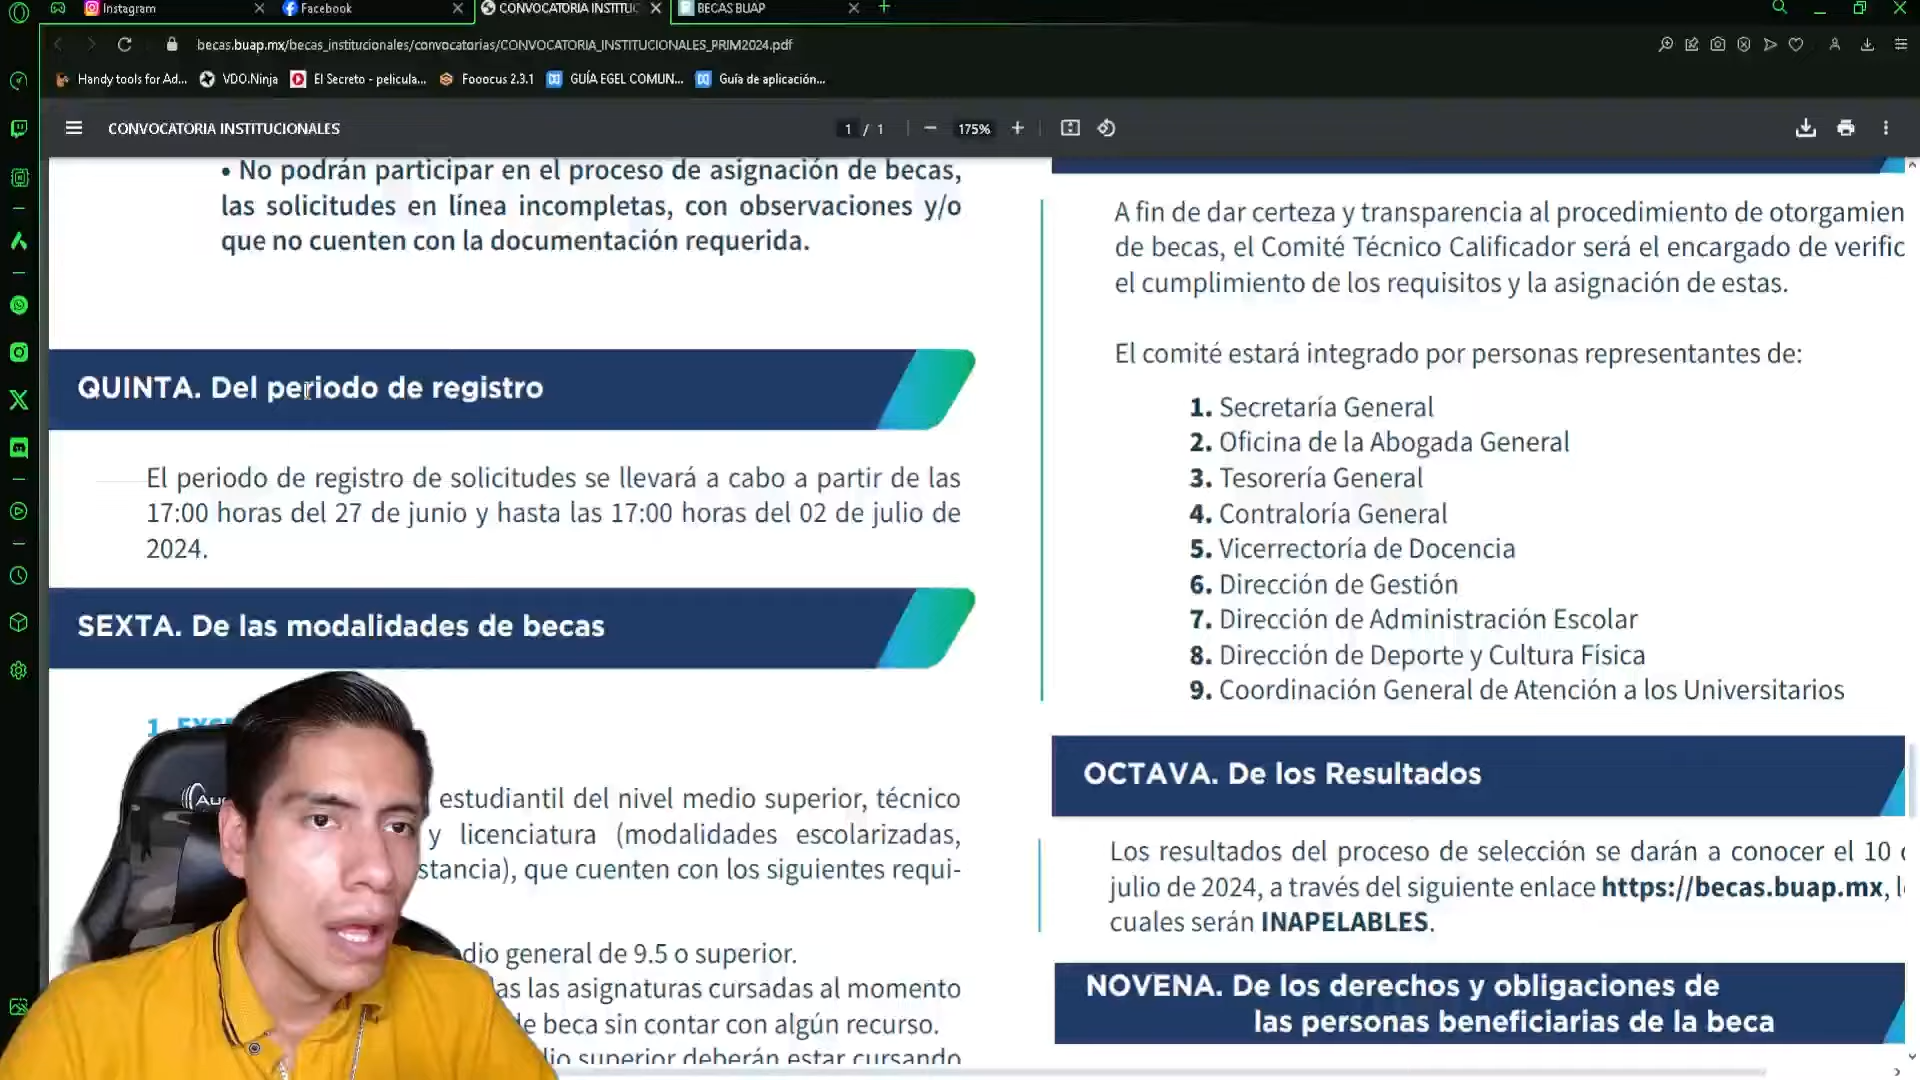 Instagram
Facebook
CONVOCATORIA INSTITUC
BECAS BUAP
becas.buap.mx/becas_institucionales/convocatorias/CONVOCATORIA_INSTITUCIONALES_PRIM2024.pdf
Handy tools for Ad...
VDO.Ninja
El Secreto - pelicula...
Fooocus 2.3.1
GUÍA EGEL COMUN...
Guía de aplicación...
CONVOCATORIA INSTITUCIONALES
1 / 1
175%
• No podrán participar en el proceso de asignación de becas,
las solicitudes en línea incompletas, con observaciones y/o
que no cuenten con la documentación requerida.
QUINTA. Del periodo de registro
El periodo de registro de solicitudes se llevará a cabo a partir de las
17:00 horas del 27 de junio y hasta las 17:00 horas del 02 de julio de
2024.
SEXTA. De las modalidades de becas
1.
estudiantil del nivel medio superior, técnico
y licenciatura (modalidades escolarizadas,
stancia), que cuenten con los siguientes requi-
dio general de 9.5 o superior.
as las asignaturas cursadas al momento
de beca sin contar con algún recurso.
dio superior deberán estar cursando
A fin de dar certeza y transparencia al procedimiento de otorgamien
de becas, el Comité Técnico Calificador será el encargado de verific
el cumplimiento de los requisitos y la asignación de estas.
El comité estará integrado por personas representantes de:
1. Secretaría General
2. Oficina de la Abogada General
3. Tesorería General
4. Contraloría General
5. Vicerrectoría de Docencia
6. Dirección de Gestión
7. Dirección de Administración Escolar
8. Dirección de Deporte y Cultura Física
9. Coordinación General de Atención a los Universitarios
OCTAVA. De los Resultados
Los resultados del proceso de selección se darán a conocer el 10 d
julio de 2024, a través del siguiente enlace https://becas.buap.mx, l
cuales serán INAPELABLES.
NOVENA. De los derechos y obligaciones de
las personas beneficiarias de la beca